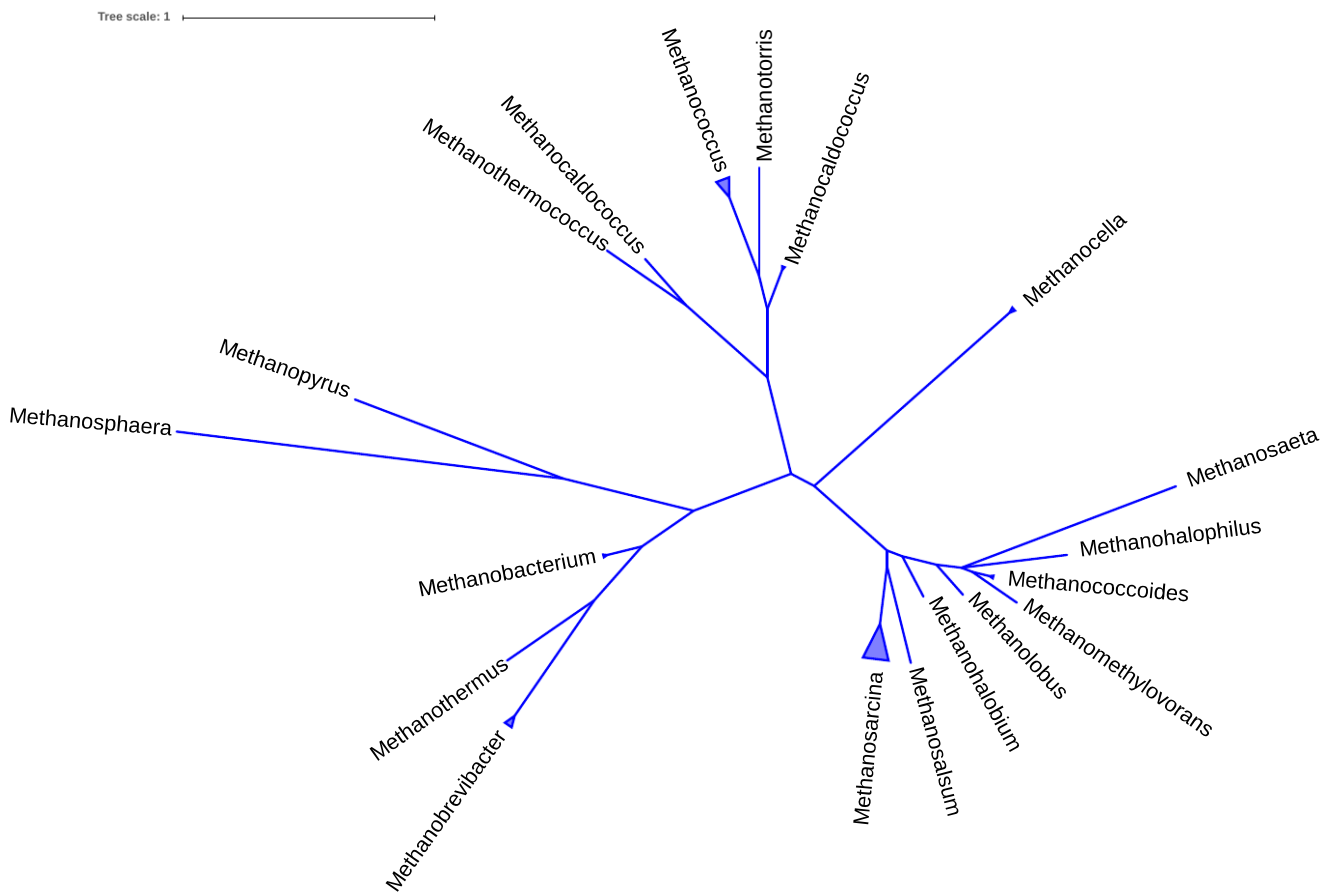 Tree scale: 1
Methanococcus
Methanotorris
Methanocaldococcus
Methanocaldococcus
Methanothermococcus
Methanocella
Methanopyrus
Methanosphaera
Methanosaeta
Methanohalophilus
Methanobacterium
Methanococcoides
Methanomethylovorans
Methanolobus
Methanohalobium
Methanosalsum
Methanosarcina
Methanothermus
Methanobrevibacter